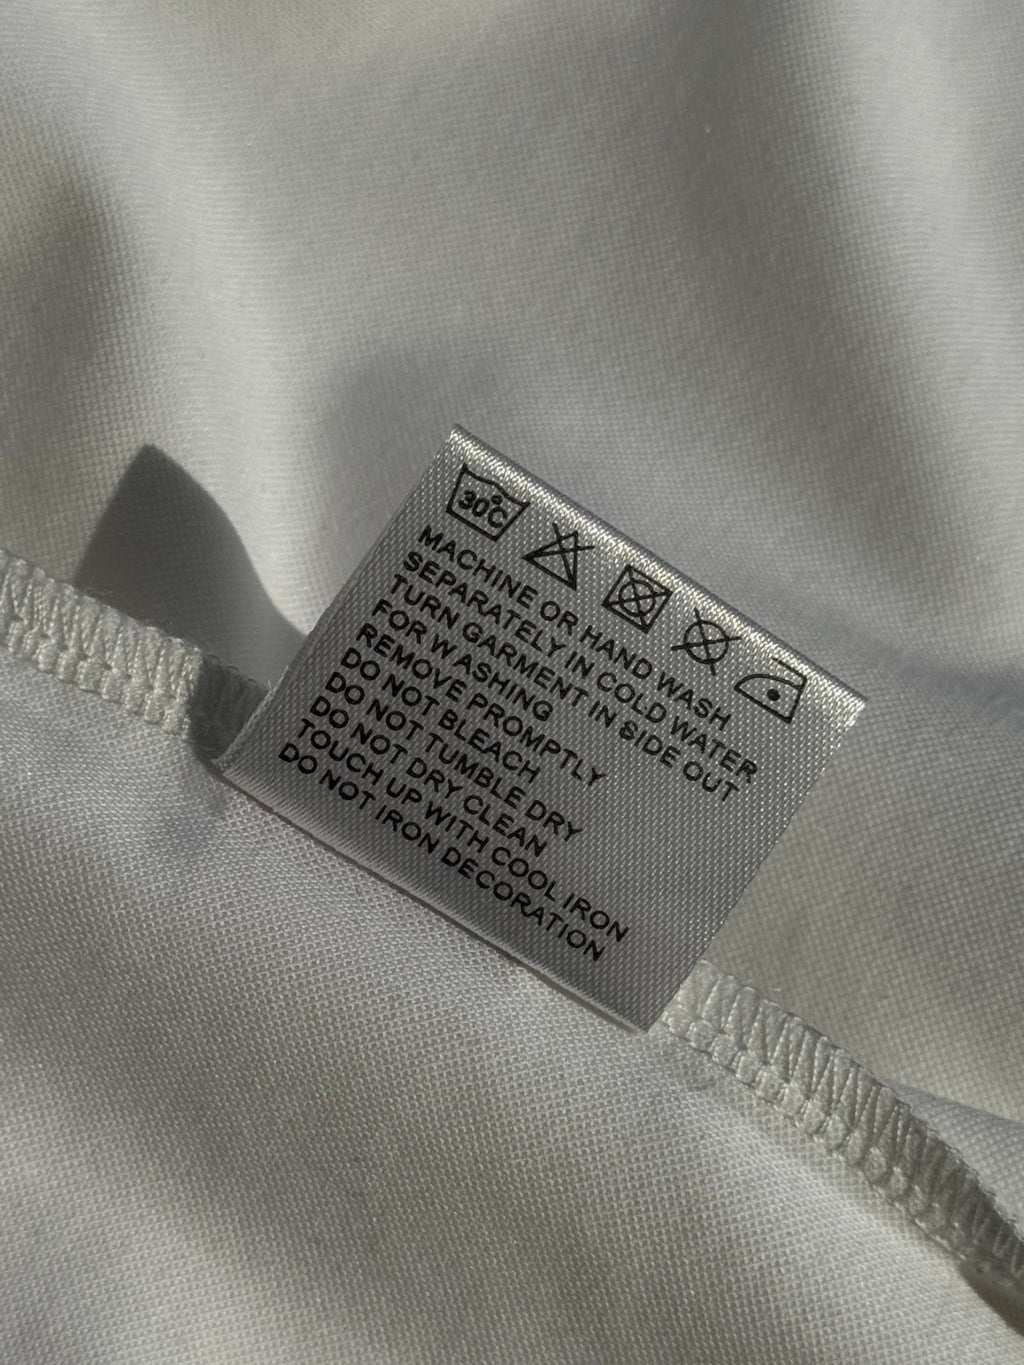 30°C
MACHINE OR HAND WASH
SEPARATELY IN COLD WATER
TURN GARMENT IN SIDE OUT
FOR WASHING
REMOVE PROMPTLY
DO NOT BLEACH
DO NOT TUMBLE DRY
DO NOT DRY CLEAN
TOUCH UP WITH COOL IRON
DO NOT IRON DECORATION